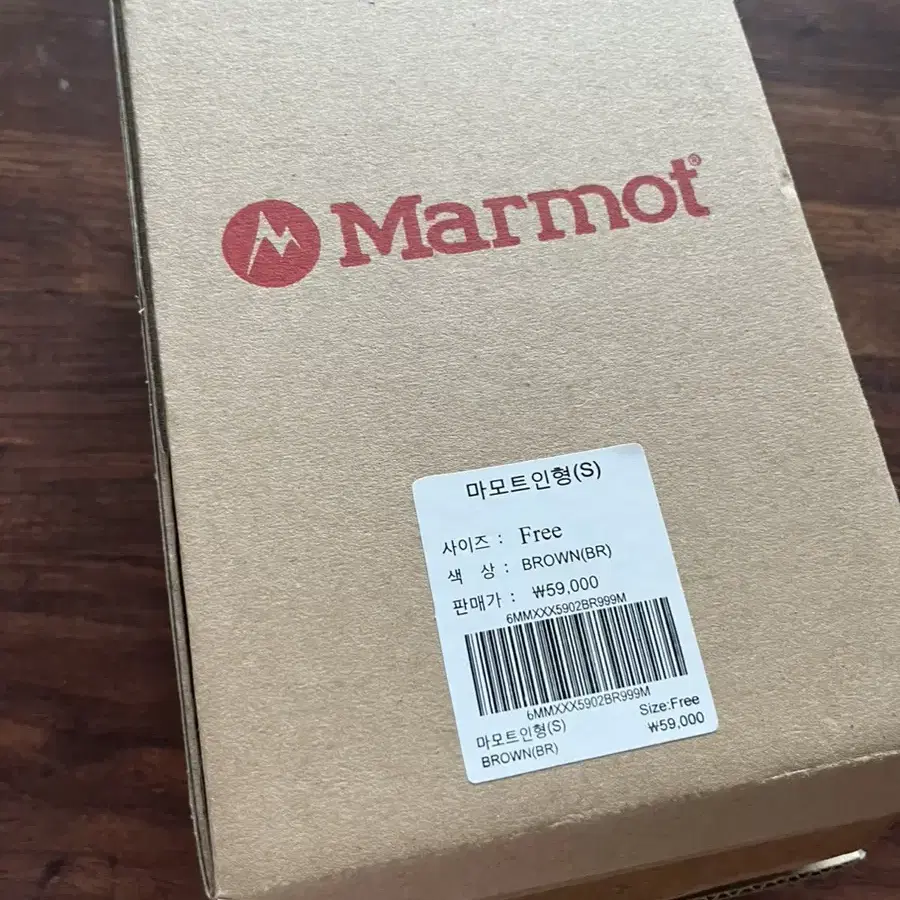 Marmot®
마모트인형(S)
사이즈 : Free
색 상 : BROWN(BR)
판매가 : ₩59,000
6MMXXX5902BR999M
6MMXXX5902BR999M
마모트인형(S) Size:Free
BROWN(BR) ₩59,000